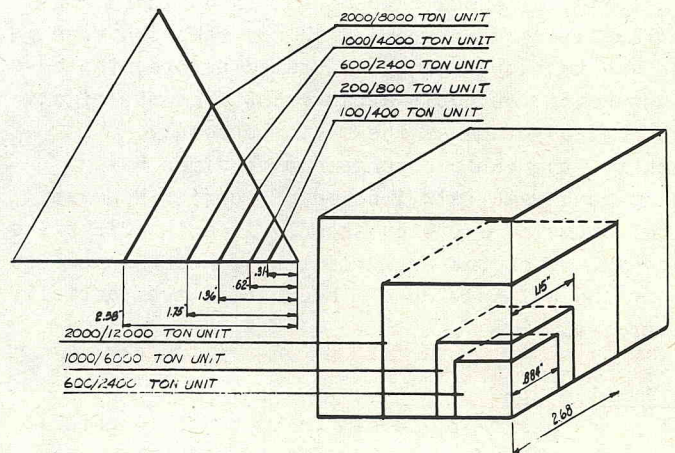 2000/8000 TON UNIT
1000/4000 TON UNIT
600/2400 TON UNIT
200/800 TON UNIT
100/400 TON UNIT
.31"
.62"
1.36"
1.75"
2.38"
2000/12000 TON UNIT
1000/6000 TON UNIT
600/2400 TON UNIT
1.15"
.884"
2.68"